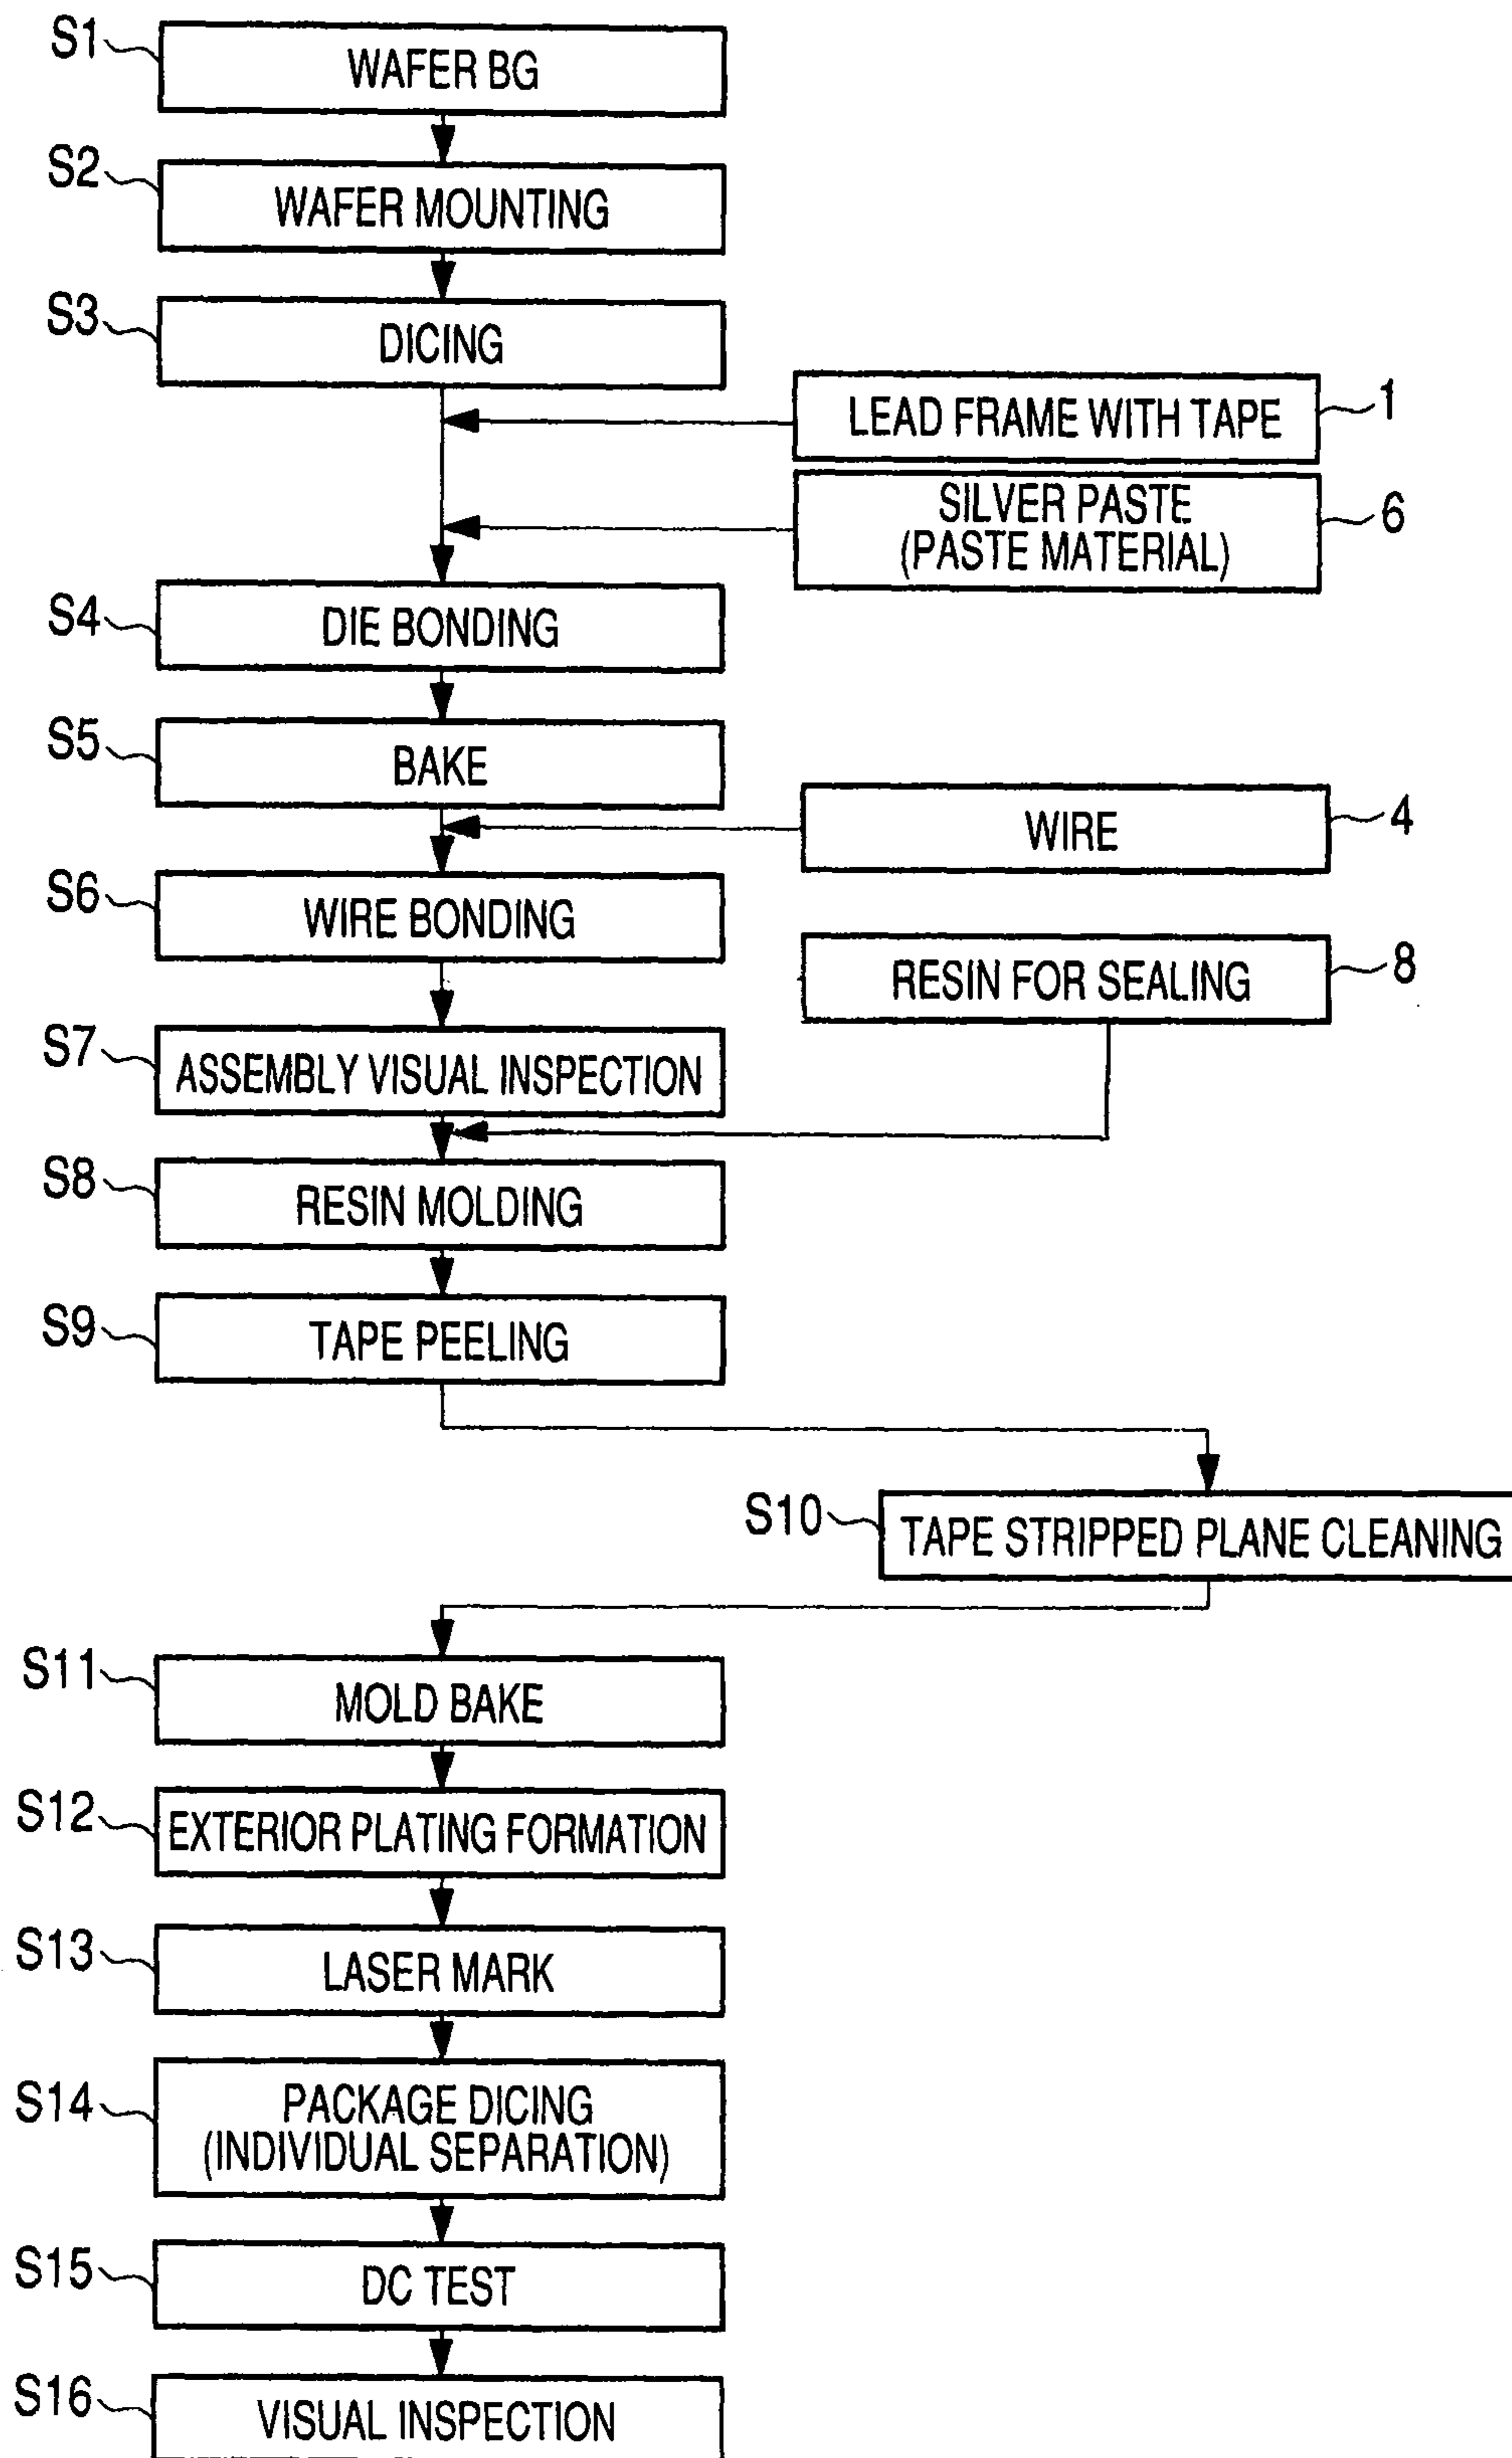 S1
WAFER BG
S2
WAFER MOUNTING
S3
DICING
LEAD FRAME WITH TAPE
1
SILVER PASTE
(PASTE MATERIAL)
6
S4
DIE BONDING
S5
BAKE
WIRE
4
S6
WIRE BONDING
RESIN FOR SEALING
8
S7
ASSEMBLY VISUAL INSPECTION
S8
RESIN MOLDING
S9
TAPE PEELING
S10
TAPE STRIPPED PLANE CLEANING
S11
MOLD BAKE
S12
EXTERIOR PLATING FORMATION
S13
LASER MARK
S14
PACKAGE DICING
(INDIVIDUAL SEPARATION)
S15
DC TEST
S16
VISUAL INSPECTION